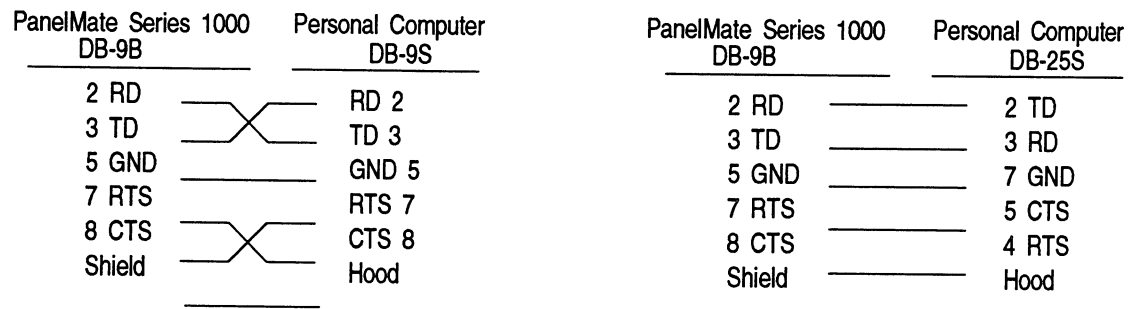 PanelMate Series 1000 Personal Computer
DB-9B DB-9S
2 RD RD 2
3 TD TD 3
5 GND GND 5
7 RTS RTS 7
8 CTS CTS 8
Shield Hood
PanelMate Series 1000 Personal Computer
DB-9B DB-25S
2 RD 2 TD
3 TD 3 RD
5 GND 7 GND
7 RTS 5 CTS
8 CTS 4 RTS
Shield Hood